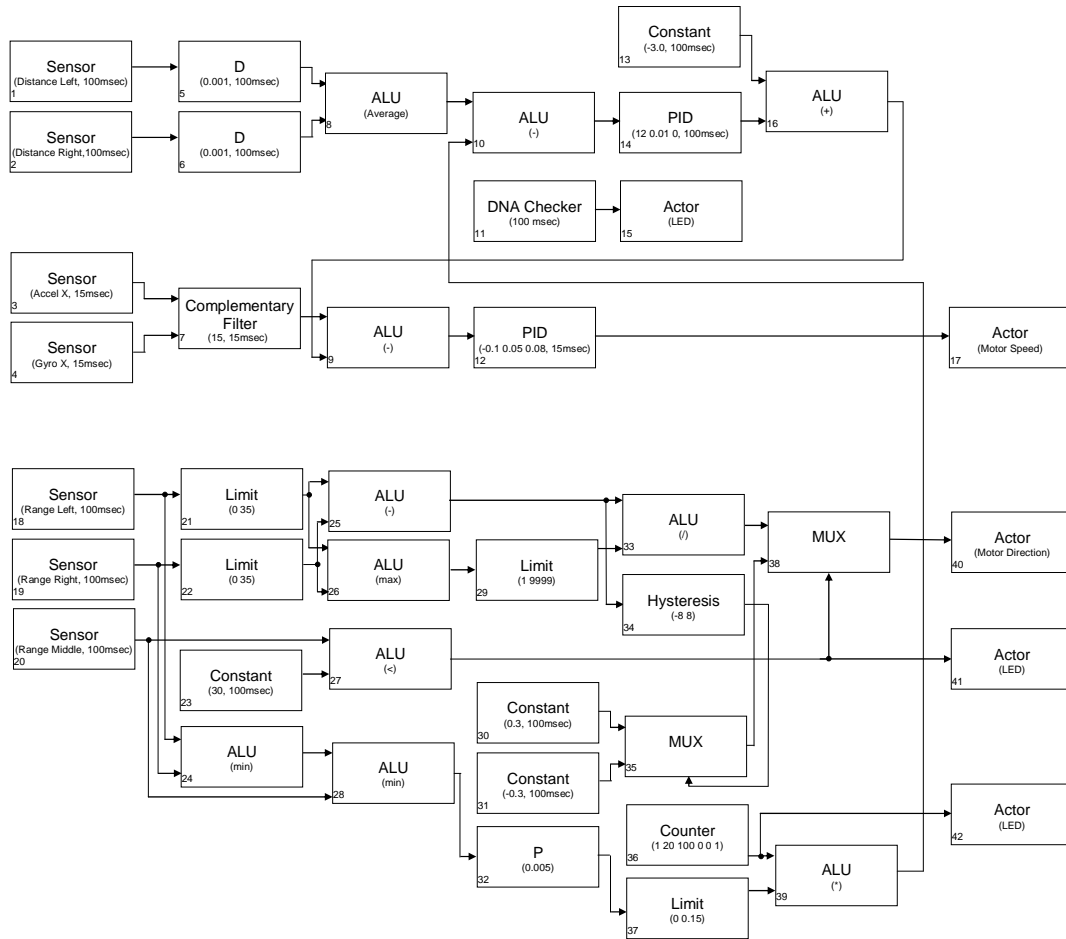 Sensor
(Distance Left, 100msec)
1
D
(0.001, 100msec)
5
Sensor
(Distance Right,100msec)
2
D
(0.001, 100msec)
6
ALU
(Average)
8
ALU
(-)
10
Constant
(-3.0, 100msec)
13
PID
(12 0.01 0, 100msec)
14
ALU
(+)
16
DNA Checker
(100 msec)
11
Actor
(LED)
15
Sensor
(Accel X, 15msec)
3
Sensor
(Gyro X, 15msec)
4
Complementary
Filter
(15, 15msec)
7
ALU
(-)
9
PID
(-0.1 0.05 0.08, 15msec)
12
Actor
(Motor Speed)
17
Sensor
(Range Left, 100msec)
18
Limit
(0 35)
21
ALU
(-)
25
ALU
(/)
33
MUX
38
Actor
(Motor Direction)
40
Sensor
(Range Right, 100msec)
19
Limit
(0 35)
22
ALU
(max)
26
Limit
(1 9999)
29
Hysteresis
(-8 8)
34
Sensor
(Range Middle, 100msec)
20
Constant
(30, 100msec)
23
ALU
(<)
27
Actor
(LED)
41
ALU
(min)
24
ALU
(min)
28
Constant
(0.3, 100msec)
30
Constant
(-0.3, 100msec)
31
MUX
35
P
(0.005)
32
Counter
(1 20 100 0 0 1)
36
Limit
(0 0.15)
37
ALU
(*)
39
Actor
(LED)
42